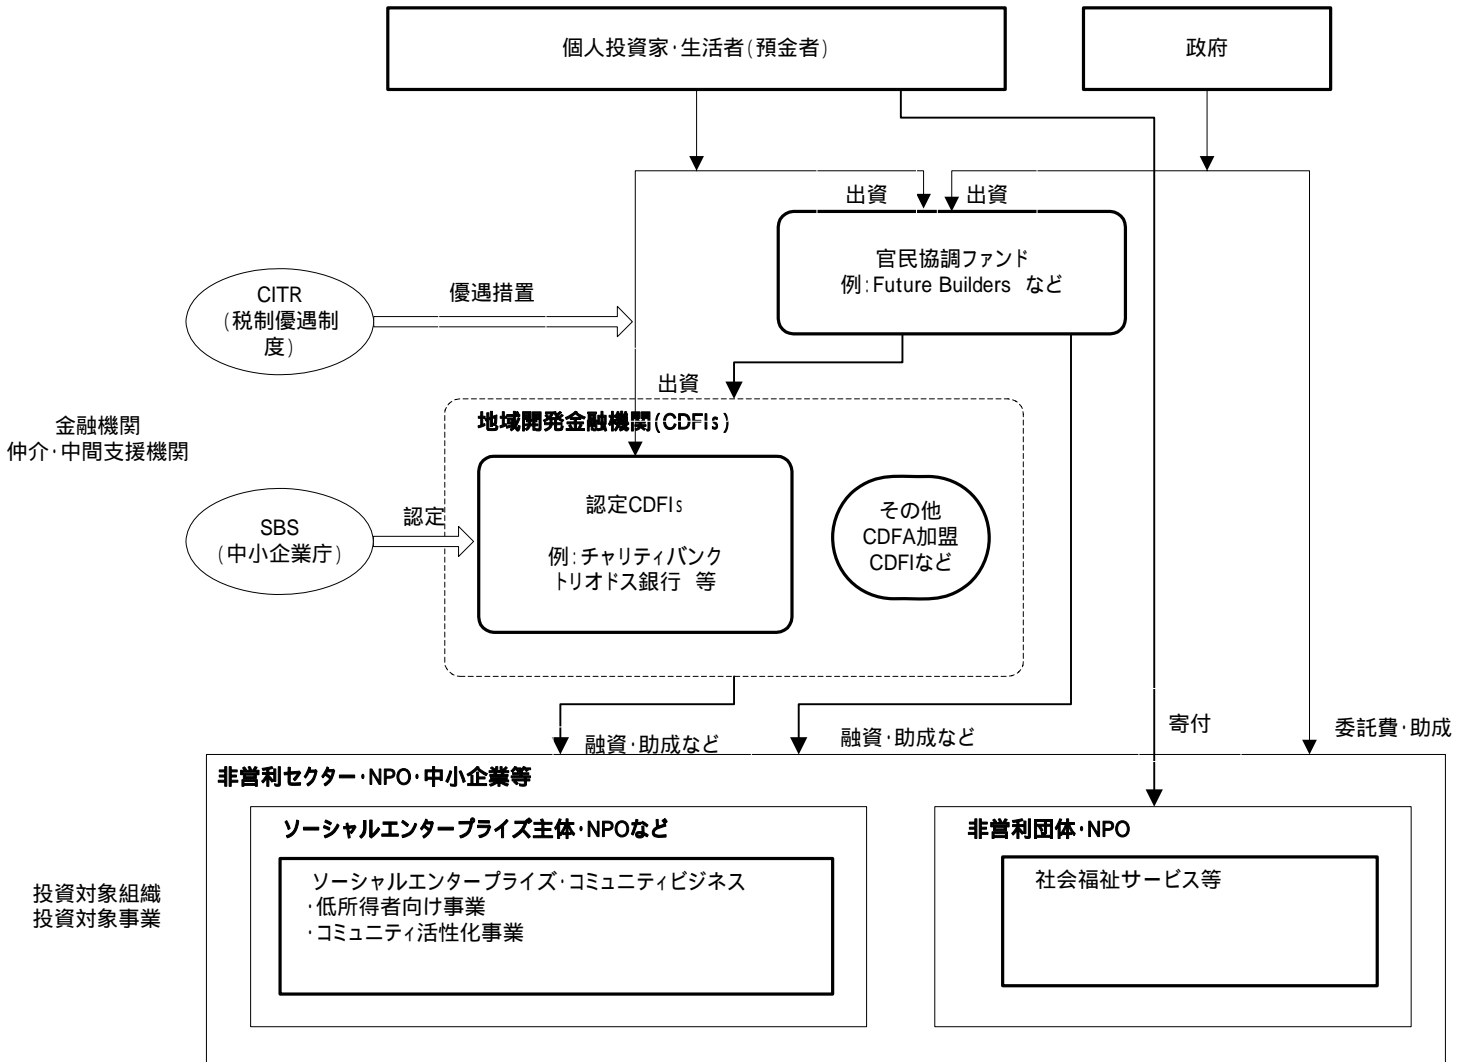 個人投資家・生活者(預金者)
政府
出資
出資
官民協調ファンド
例:Future Builders など
CITR
(税制優遇制
度)
優遇措置
出資
地域開発金融機関(CDFIs)
金融機関
仲介・中間支援機関
認定CDFIs
例:チャリティバンク
トリオドス銀行 等
その他
CDFA加盟
CDFIなど
SBS
(中小企業庁)
認定
融資・助成など
融資・助成など
寄付
委託費・助成
非営利セクター・NPO・中小企業等
ソーシャルエンタープライズ主体・NPOなど
非営利団体・NPO
ソーシャルエンタープライズ・コミュニティビジネス
・低所得者向け事業
・コミュニティ活性化事業
社会福祉サービス等
投資対象組織
投資対象事業